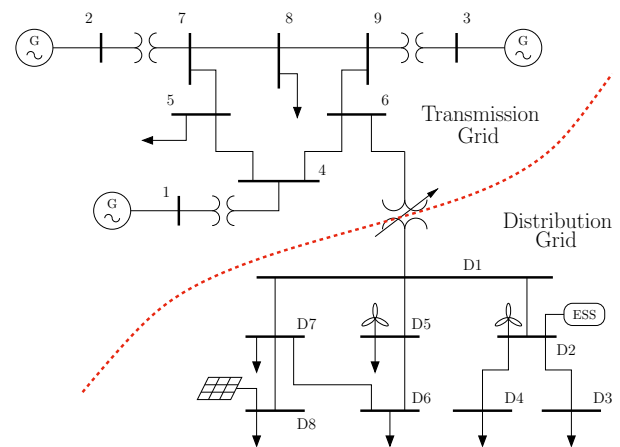 2
7
8
9
3
G
G
5
6
Transmission
Grid
4
1
G
Distribution
Grid
D1
D7
D5
ESS
D2
D8
D6
D4
D3